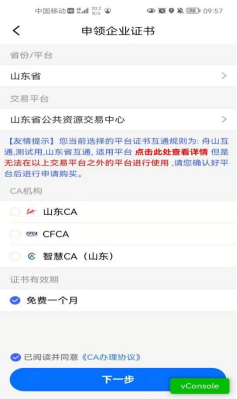 中国移动 09:57
申领企业证书
省份/平台
山东省
交易平台
山东省公共资源交易中心
【友情提示】您当前选择的平台证书互通规则为: 舟山互
通,测试用,山东省互通, 适用平台 点击此处查看详情 但是
无法在以上交易平台之外的平台进行使用 ,请您确认好平
台后进行申请购买。
CA机构
山东CA
CFCA
智慧CA（山东）
证书有效期
免费一个月
已阅读并同意《CA办理协议》
下一步
vConsole